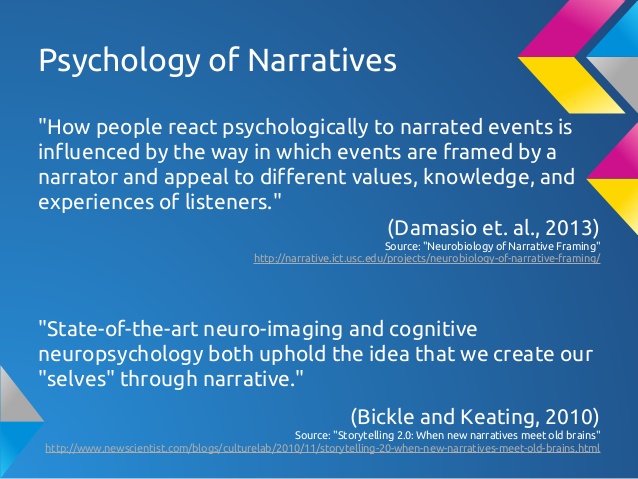 Psychology of Narratives
"How people react psychologically to narrated events is
influenced by the way in which events are framed by a
narrator and appeal to different values, knowledge, and
experiences of listeners."
(Damasio et. al., 2013)
Source: "Neurobiology of Narrative Framing"
http://narrative.ict.usc.edu/projects/neurobiology-of-narrative-framing/
"State-of-the-art neuro-imaging and cognitive
neuropsychology both uphold the idea that we create our
"selves" through narrative."
(Bickle and Keating, 2010)
Source: "Storytelling 2.0: When new narratives meet old brains"
http://www.newscientist.com/blogs/culturelab/2010/11/storytelling-20-when-new-narratives-meet-old-brains.html